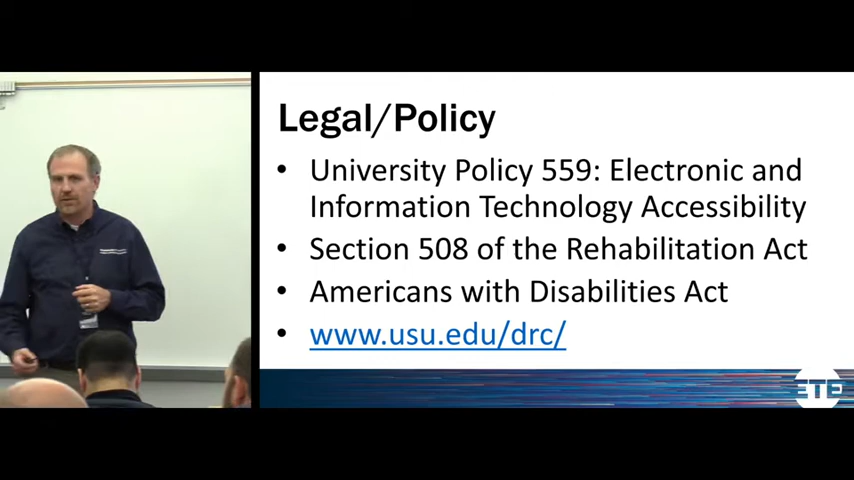 Legal/Policy
• University Policy 559: Electronic and
Information Technology Accessibility
• Section 508 of the Rehabilitation Act
• Americans with Disabilities Act
• www.usu.edu/drc/
ETE